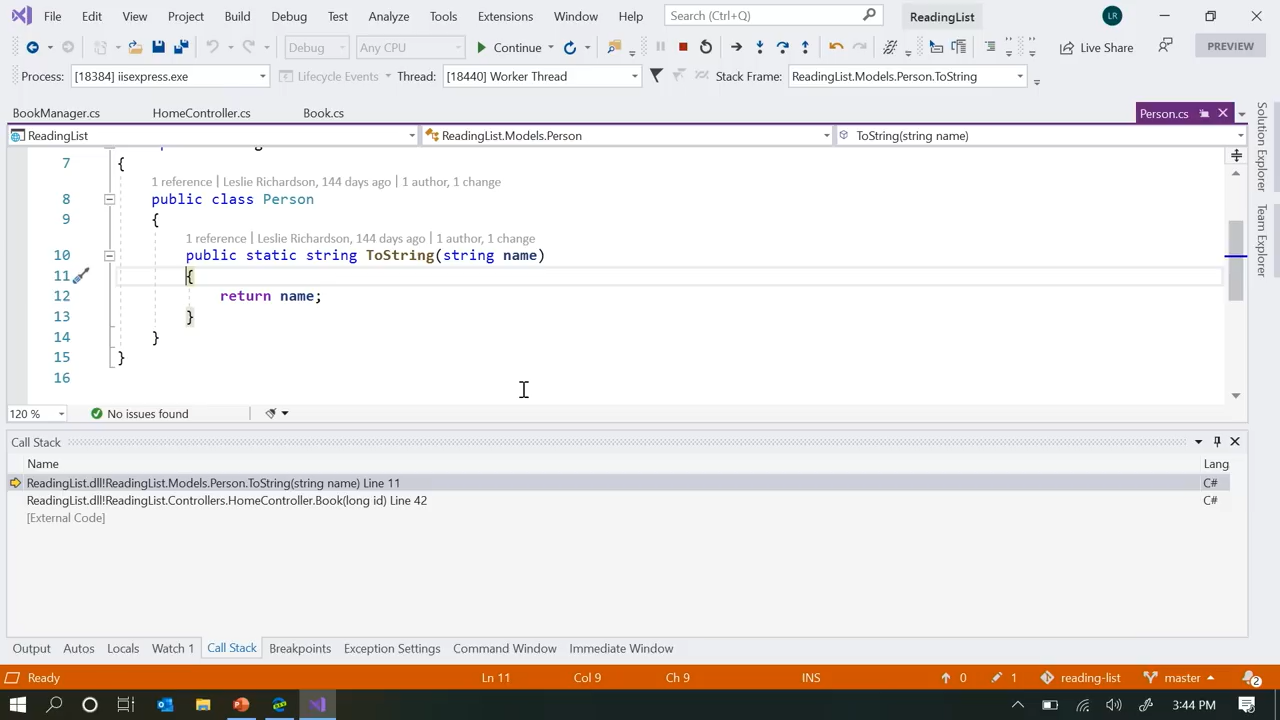 File Edit View Project Build Debug Test Analyze Tools Extensions Window Help Search (Ctrl+Q) ReadingList LR
Debug Any CPU Continue Live Share PREVIEW
Process: [18384] iisexpress.exe Lifecycle Events Thread: [18440] Worker Thread Stack Frame: ReadingList.Models.Person.ToString
BookManager.cs HomeController.cs Book.cs Person.cs
ReadingList ReadingList.Models.Person ToString(string name)
7 {
1 reference | Leslie Richardson, 144 days ago | 1 author, 1 change
8 public class Person
9 {
1 reference | Leslie Richardson, 144 days ago | 1 author, 1 change
10 public static string ToString(string name)
11 {
12 return name;
13 }
14 }
15 }
16
120 % No issues found
Solution Explorer
Team Explorer
Call Stack
Name Lang
ReadingList.dll!ReadingList.Models.Person.ToString(string name) Line 11 C#
ReadingList.dll!ReadingList.Controllers.HomeController.Book(long id) Line 42 C#
[External Code]
Output Autos Locals Watch 1 Call Stack Breakpoints Exception Settings Command Window Immediate Window
Ready Ln 11 Col 9 Ch 9 INS 0 1 reading-list master 2
3:44 PM